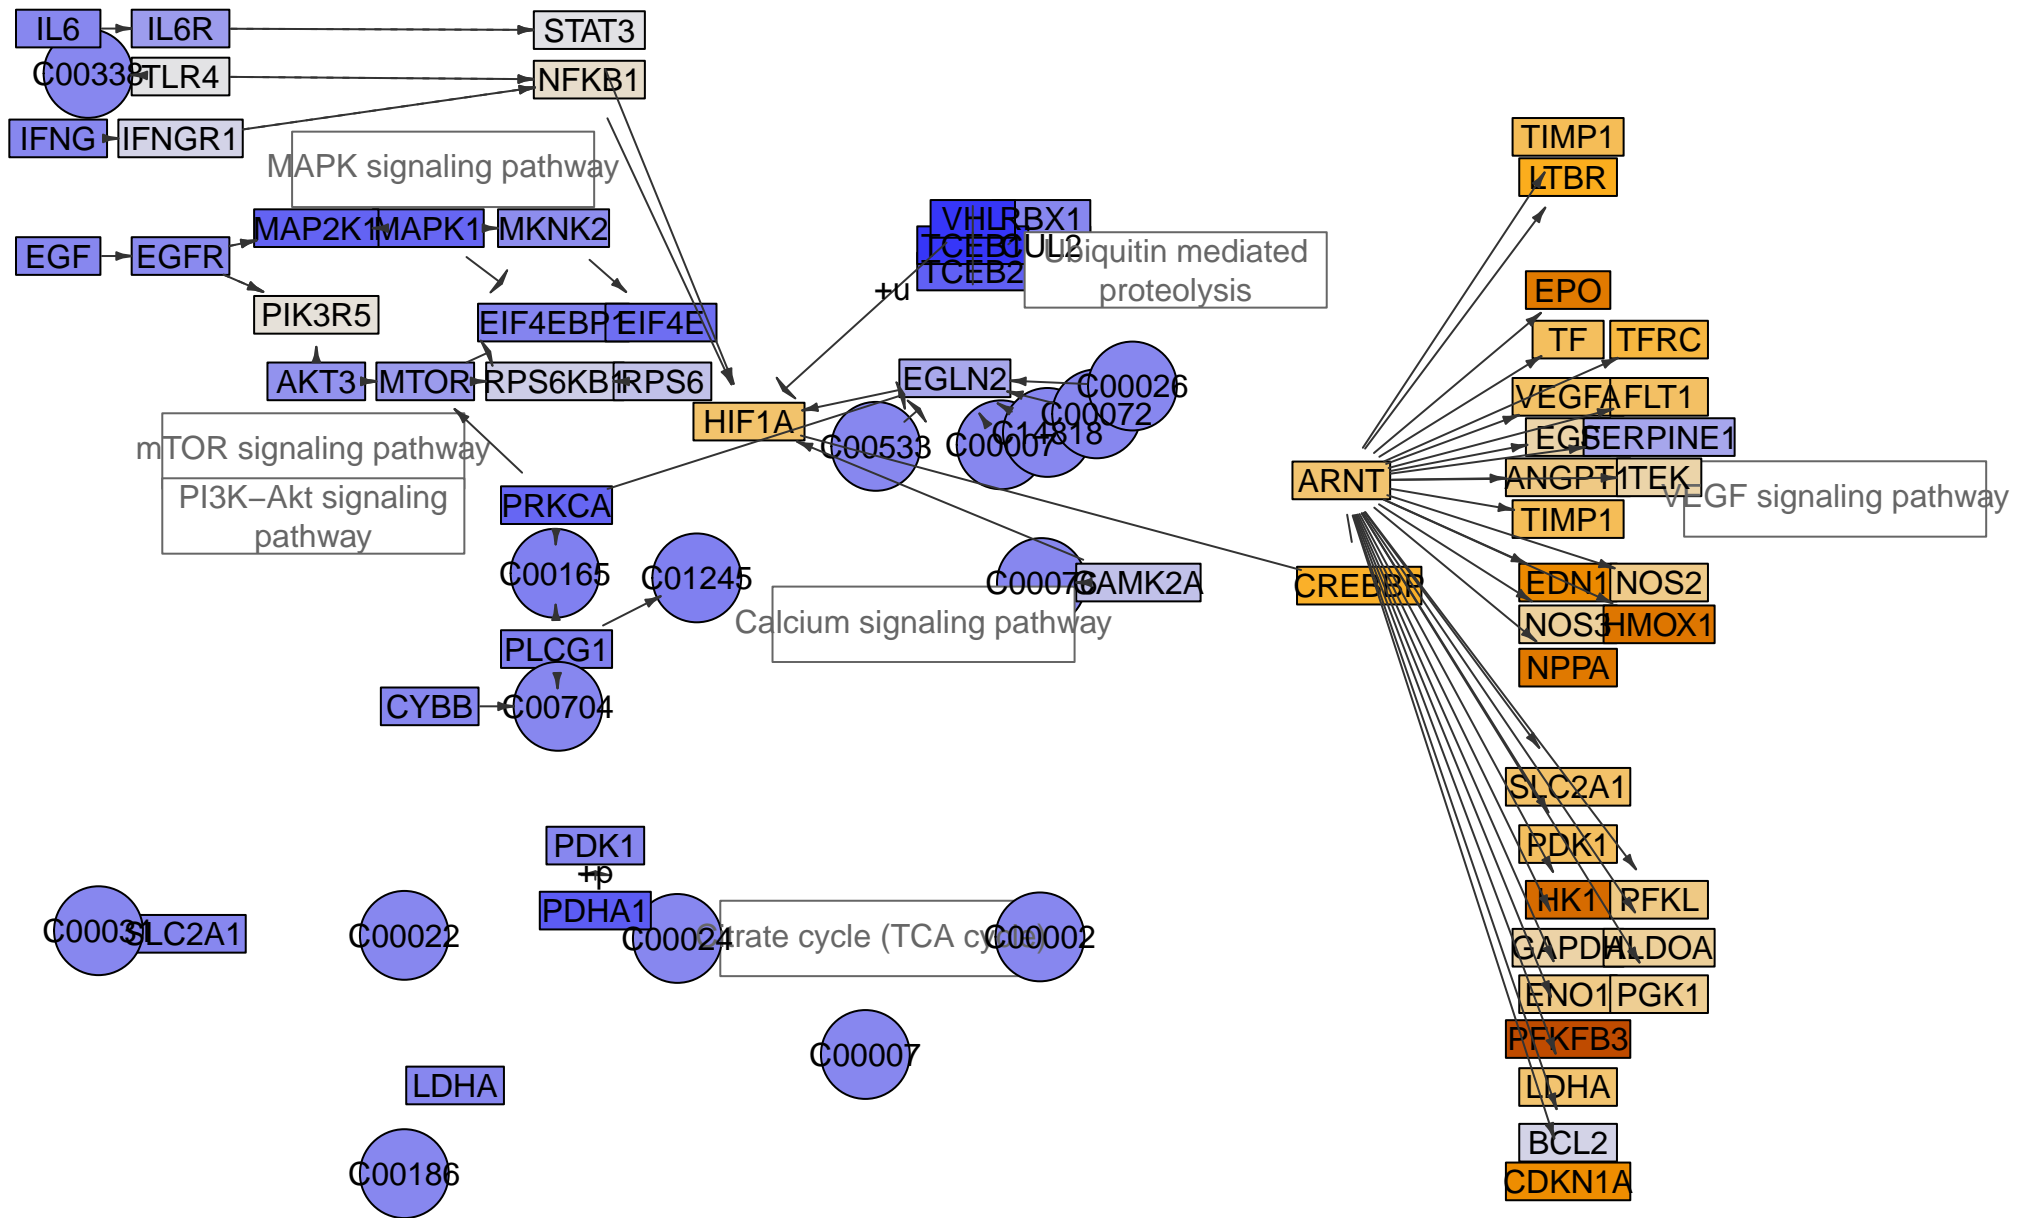 IL6
IL6R
STAT3
C00338
TLR4
NFKB1
IFNG
IFNGR1
MAPK signaling pathway
MAP2K1
MAPK1
MKNK2
EGF
EGFR
PIK3R5
EIF4EBP1
EIF4E
AKT3
MTOR
RPS6KB1
RPS6
mTOR signaling pathway
PI3K–Akt signaling
pathway
HIF1A
PRKCA
C00165
C01245
PLCG1
CYBB
C00704
VHL
RBX1
CUL2
TCEB2
Ubiquitin mediated
proteolysis
+u
EGLN2
C00026
C00072
C14818
C00007
C00533
C00076
CAMK2A
Calcium signaling pathway
ARNT
CREBBP
TIMP1
LTBR
EPO
TF
TFRC
VEGFA
FLT1
EGF
SERPINE1
ANGPT1
TEK
VEGF signaling pathway
TIMP1
EDN1
NOS2
NOS3
HMOX1
NPPA
SLC2A1
PDK1
HK1
PFKL
GAPDH
ALDOA
ENO1
PGK1
PFKFB3
LDHA
BCL2
CDKN1A
PDK1
+p
PDHA1
C00031
SLC2A1
C00022
C00024
Citrate cycle (TCA cycle)
C00002
C00007
LDHA
C00186